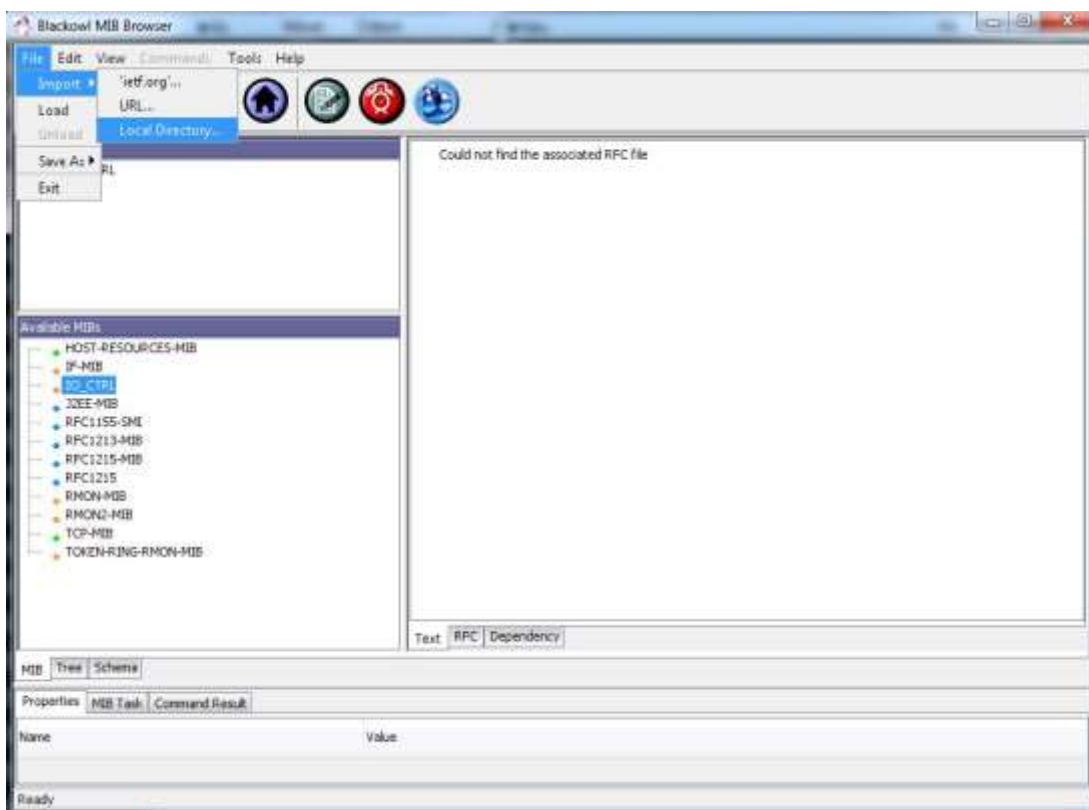 Blackowl MIB Browser
File Edit View Commands Tools Help
Import
'ietf.org'...
Load
URL...
Unload
Local Directory...
Save As
Exit
Could not find the associated RFC file
Available MIBs
HOST-RESOURCES-MIB
IF-MIB
IO_CTRL
J2EE-MIB
RFC1155-SMI
RFC1213-MIB
RFC1215-MIB
RFC1215
RMON-MIB
RMON2-MIB
TCP-MIB
TOKEN-RING-RMON-MIB
Text RFC Dependency
MIB Tree Schema
Properties MIB Task Command Result
Name Value
Ready